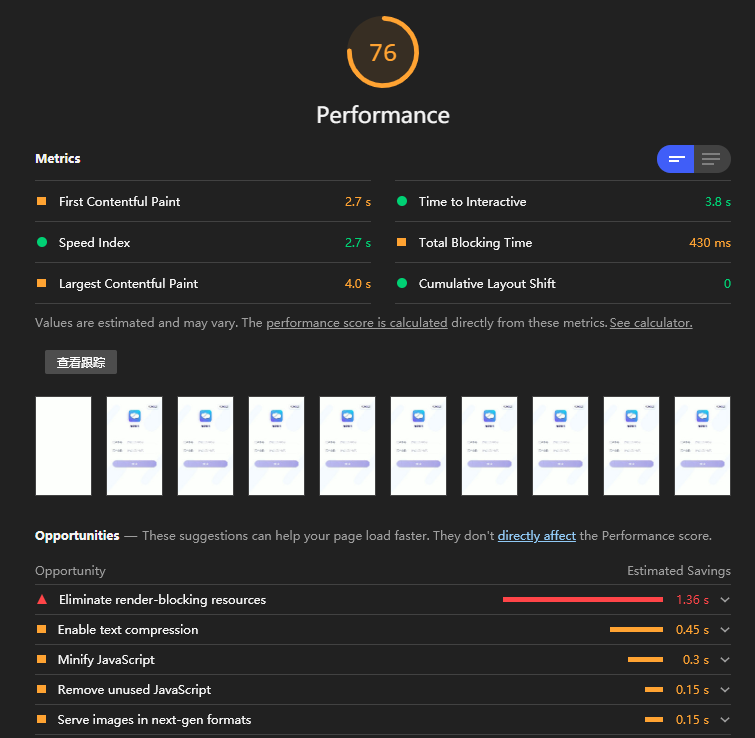 76
Performance
Metrics
First Contentful Paint 2.7 s
Time to Interactive 3.8 s
Speed Index 2.7 s
Total Blocking Time 430 ms
Largest Contentful Paint 4.0 s
Cumulative Layout Shift 0
Values are estimated and may vary. The performance score is calculated directly from these metrics. See calculator.
查看跟踪
Opportunities — These suggestions can help your page load faster. They don't directly affect the Performance score.
Opportunity Estimated Savings
Eliminate render-blocking resources 1.36 s
Enable text compression 0.45 s
Minify JavaScript 0.3 s
Remove unused JavaScript 0.15 s
Serve images in next-gen formats 0.15 s